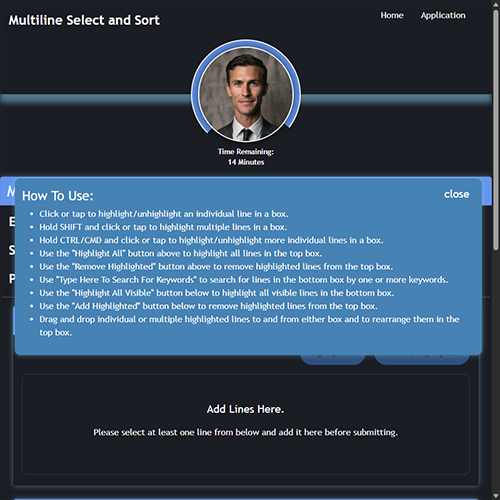 Multiline Select and Sort
Home
Application
Time Remaining:
14 Minutes
M
How To Use:
close
E
S
P
• Click or tap to highlight/unhighlight an individual line in a box.
• Hold SHIFT and click or tap to highlight multiple lines in a box.
• Hold CTRL/CMD and click or tap to highlight/unhighlight more individual lines in a box.
• Use the "Highlight All" button above to highlight all lines in the top box.
• Use the "Remove Highlighted" button above to remove highlighted lines from the top box.
• Use "Type Here To Search For Keywords" to search for lines in the bottom box by one or more keywords.
• Use the "Highlight All Visible" button below to highlight all visible lines in the bottom box.
• Use the "Add Highlighted" button below to remove highlighted lines from the top box.
• Drag and drop individual or multiple highlighted lines to and from either box and to rearrange them in the
top box.
Add Lines Here.
Please select at least one line from below and add it here before submitting.